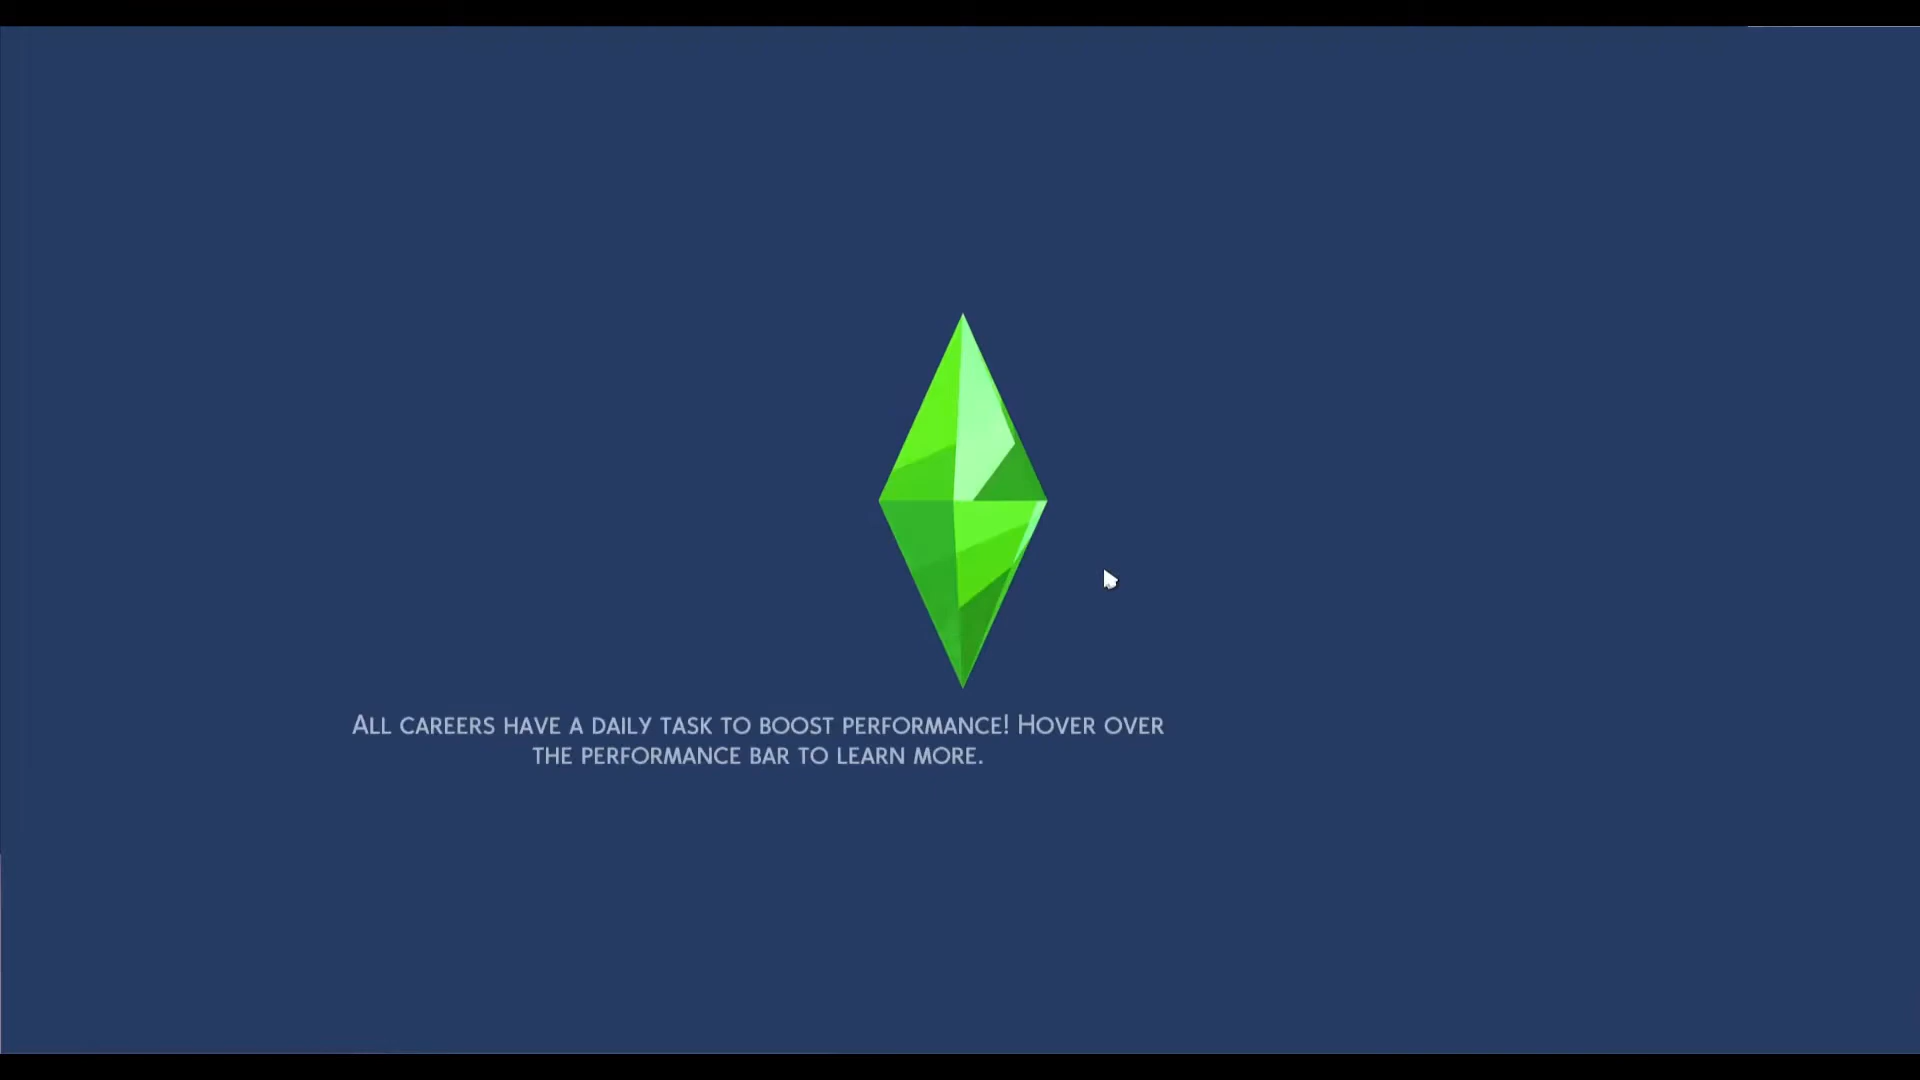 All careers have a daily task to boost performance! Hover over
the performance bar to learn more.